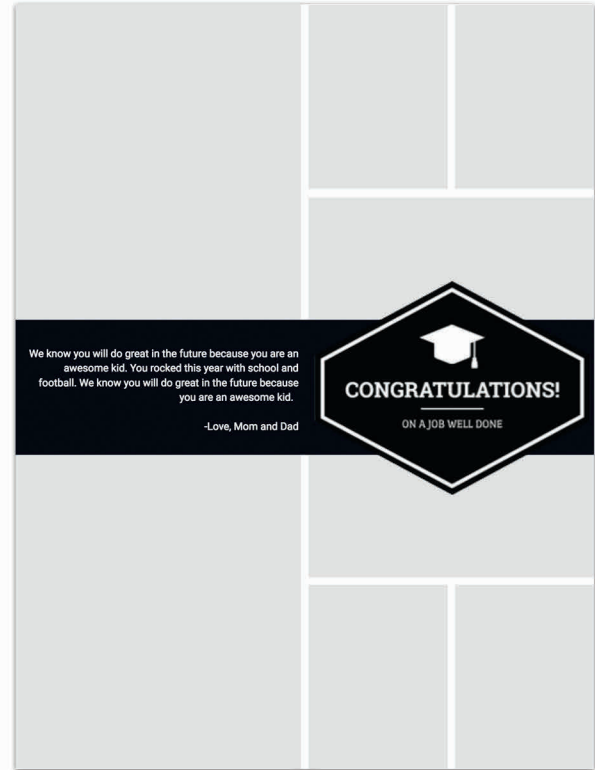 We know you will do great in the future because you are an
awesome kid. You rocked this year with school and
football. We know you will do great in the future because
you are an awesome kid.
-Love, Mom and Dad
CONGRATULATIONS!
ON A JOB WELL DONE